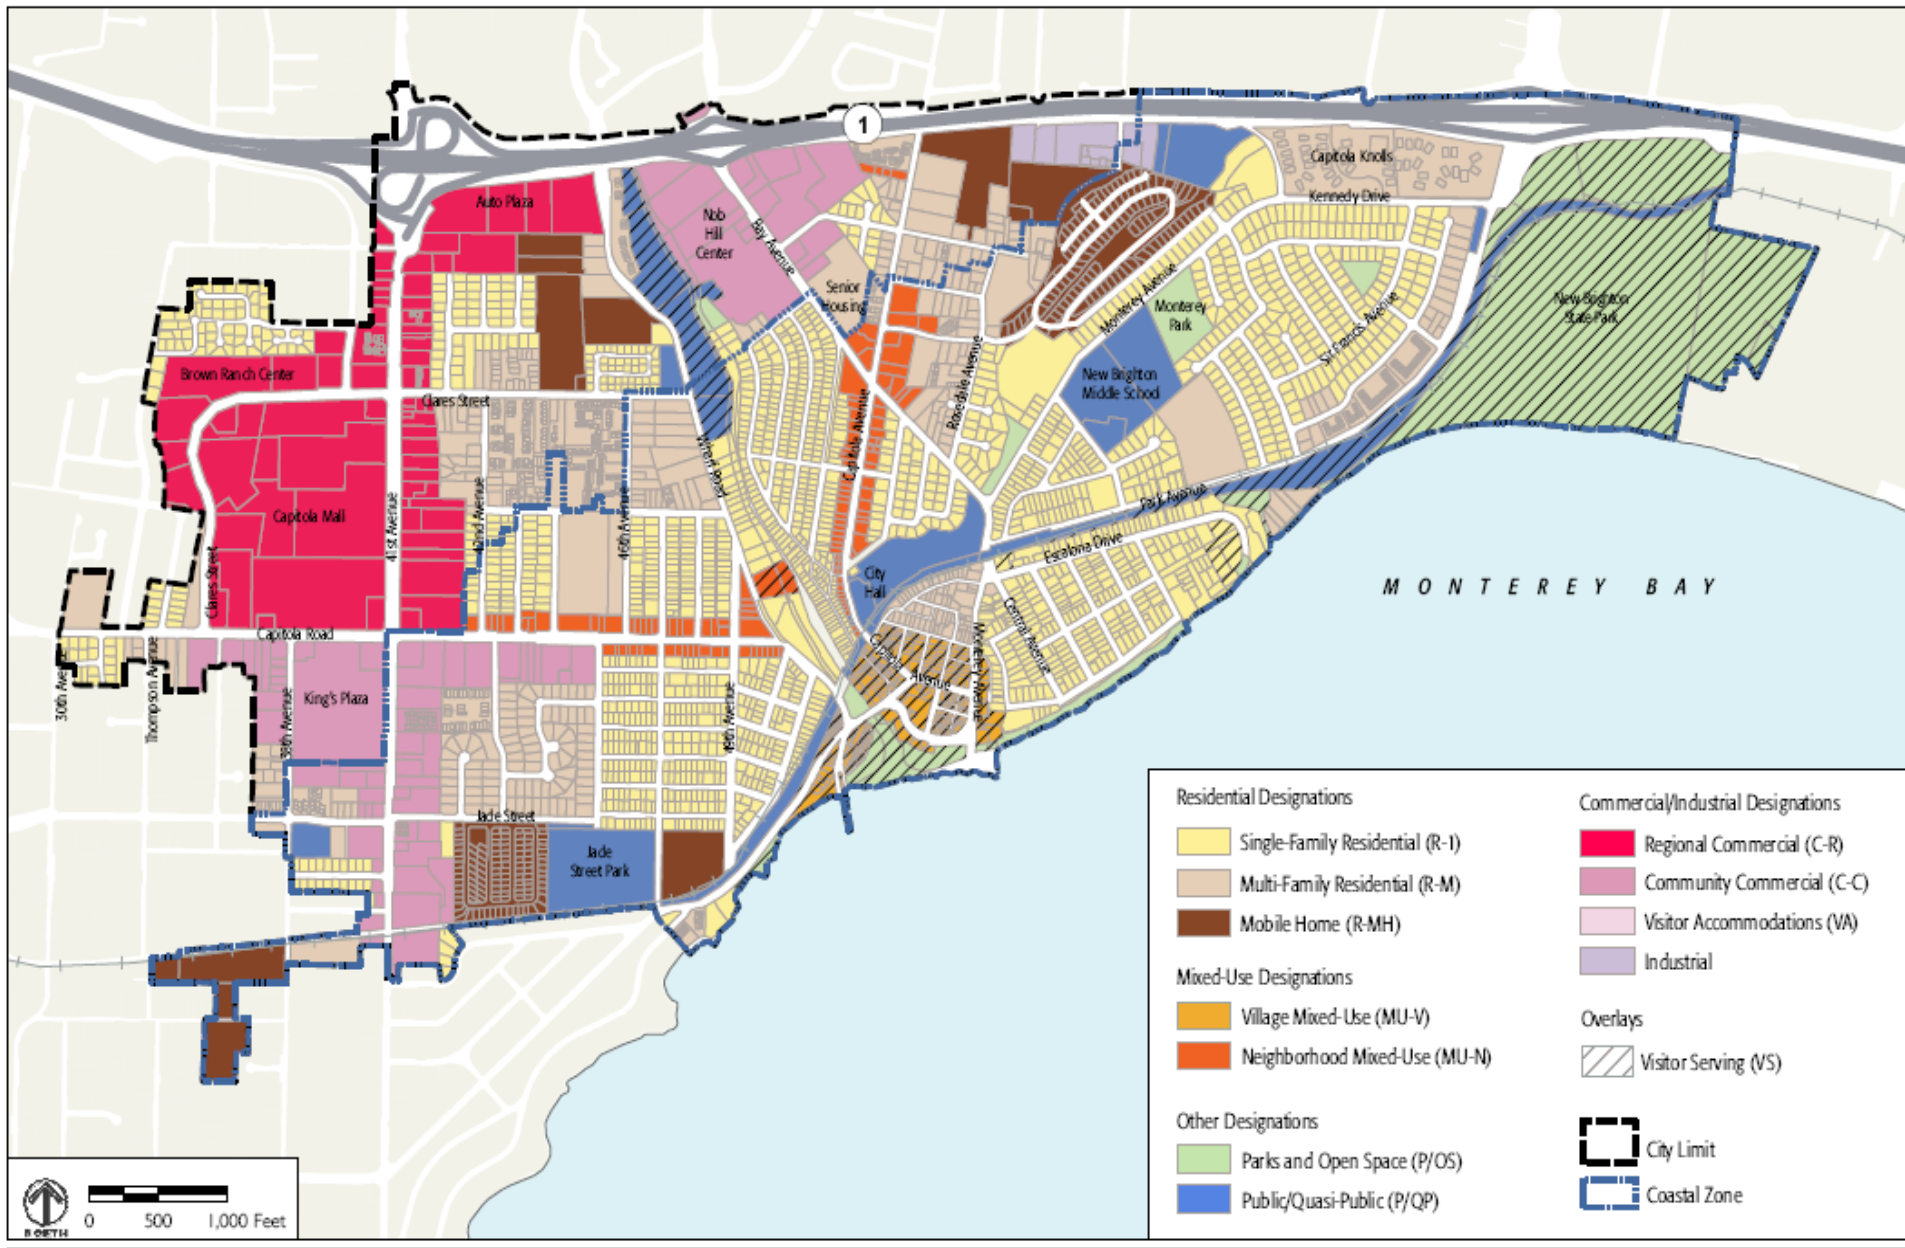 1
Auto Plaza
Capitola Knolls
Kennedy Drive
Nob
Hill
Center
Bay Avenue
Senior
Housing
Monterey Avenue
Monterey
Park
New Brighton
State Park
Sir Francis Avenue
Brown Ranch Center
Clares Street
Rosedale Avenue
New Brighton
Middle School
Capitola Avenue
Wharf Road
Capitola Mall
41st Avenue
42nd Avenue
46th Avenue
Park Avenue
Escalona Drive
City
Hall
Clares Street
MONTEREY BAY
Central Avenue
Capitola Road
Capitola Avenue
Monterey Avenue
30th Avenue
Thompson Avenue
38th Avenue
King's Plaza
49th Avenue
Jade Street
Jade
Street Park
Residential Designations
Single-Family Residential (R-1)
Multi-Family Residential (R-M)
Mobile Home (R-MH)
Mixed-Use Designations
Village Mixed-Use (MU-V)
Neighborhood Mixed-Use (MU-N)
Other Designations
Parks and Open Space (P/OS)
Public/Quasi-Public (P/QP)
Commercial/Industrial Designations
Regional Commercial (C-R)
Community Commercial (C-C)
Visitor Accommodations (VA)
Industrial
Overlays
Visitor Serving (VS)
City Limit
Coastal Zone
NORTH
0 500 1,000 Feet